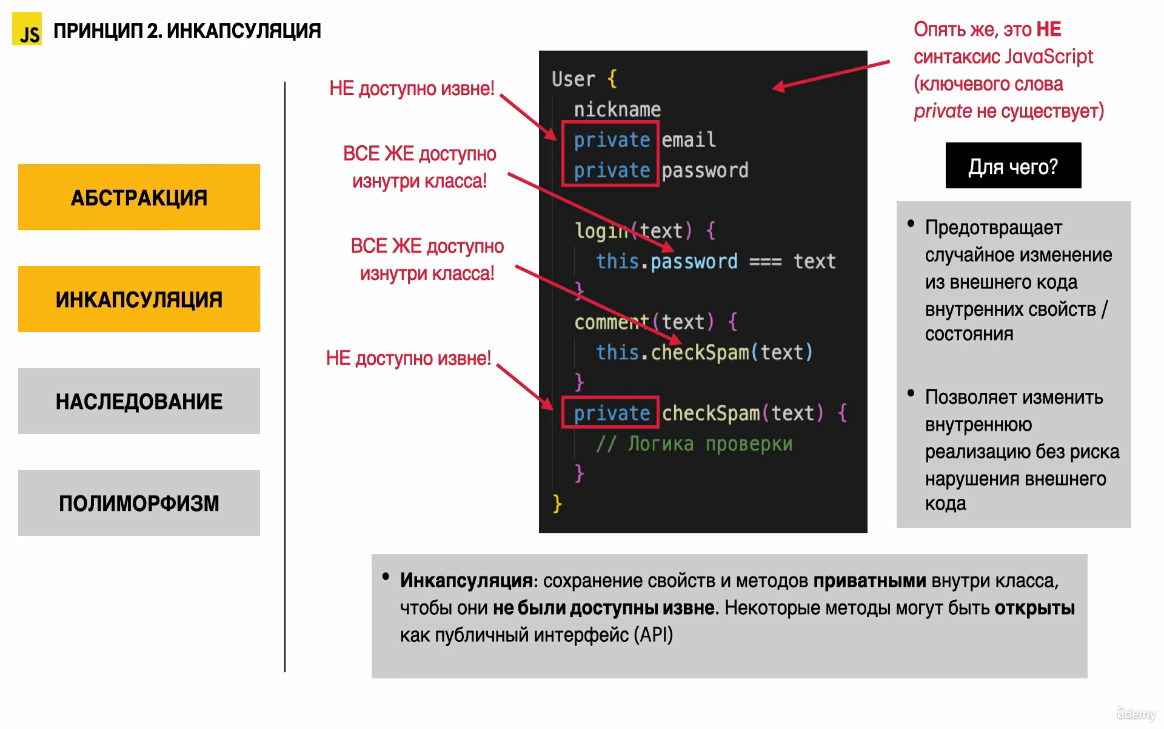 JS ПРИНЦИП 2. ИНКАПСУЛЯЦИЯ
АБСТРАКЦИЯ
ИНКАПСУЛЯЦИЯ
НАСЛЕДОВАНИЕ
ПОЛИМОРФИЗМ
НЕ доступно извне!
ВСЕ ЖЕ доступно
изнутри класса!
ВСЕ ЖЕ доступно
изнутри класса!
НЕ доступно извне!
User {
nickname
private email
private password
login(text) {
this.password === text
}
comment(text) {
this.checkSpam(text)
}
private checkSpam(text) {
// Логика проверки
}
}
Опять же, это НЕ
синтаксис JavaScript
(ключевого слова
private не существует)
Для чего?
• Предотвращает
случайное изменение
из внешнего кода
внутренних свойств /
состояния
• Позволяет изменить
внутреннюю
реализацию без риска
нарушения внешнего
кода
• Инкапсуляция: сохранение свойств и методов приватными внутри класса,
чтобы они не были доступны извне. Некоторые методы могут быть открыты
как публичный интерфейс (API)
ûdemy